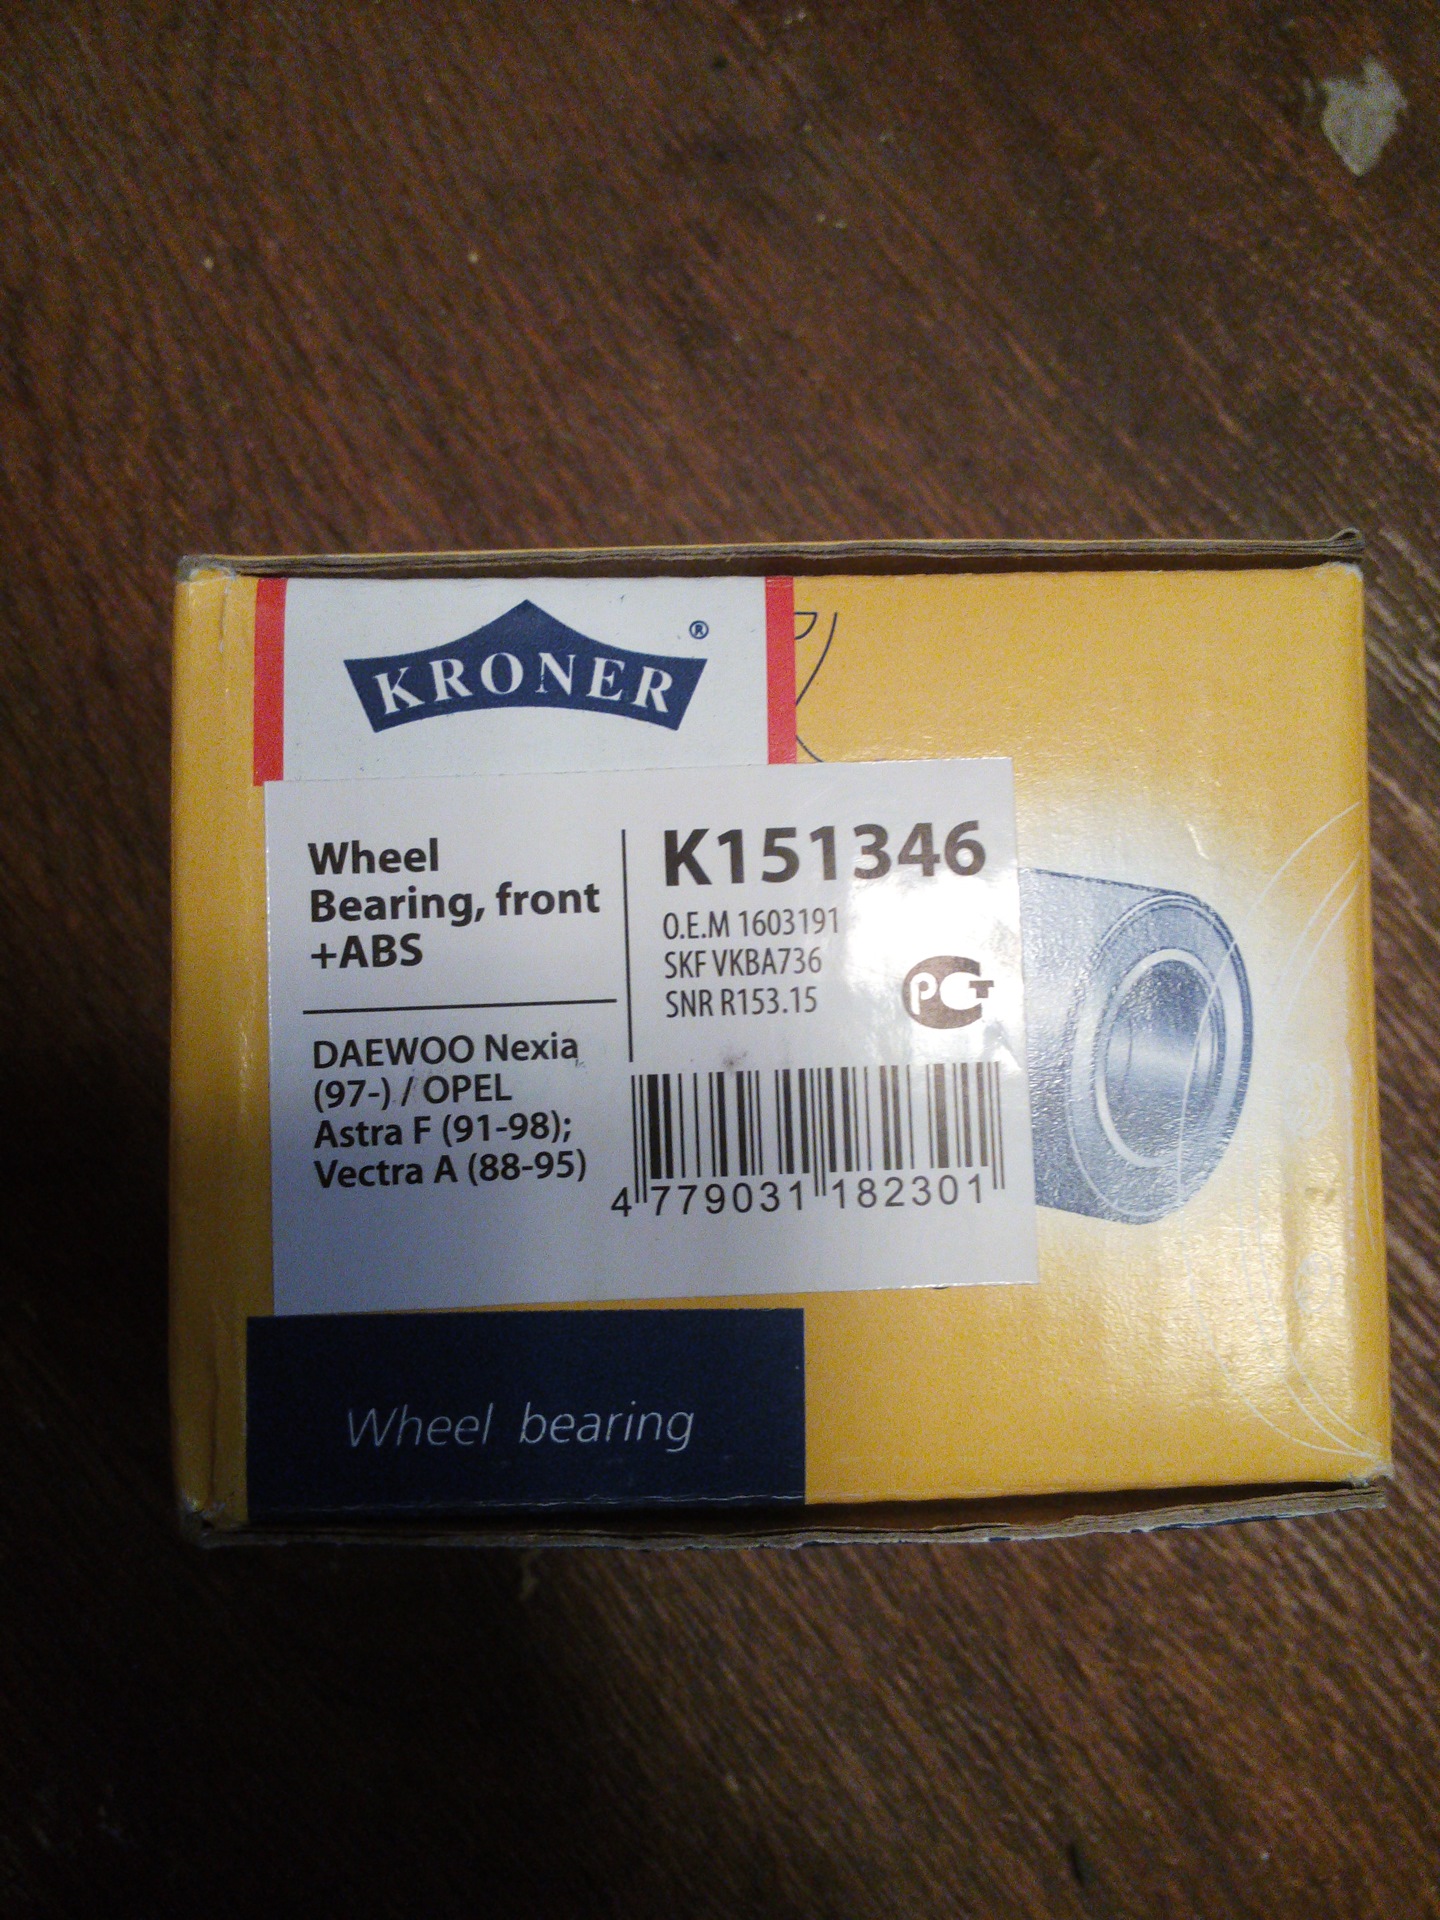 KRONER ®
Wheel
Bearing, front
+ABS
DAEWOO Nexia
(97-) / OPEL
Astra F (91-98);
Vectra A (88-95)
K151346
O.E.M 1603191
SKF VKBA736
SNR R153.15
РСТ
4 779031 182301
Wheel bearing